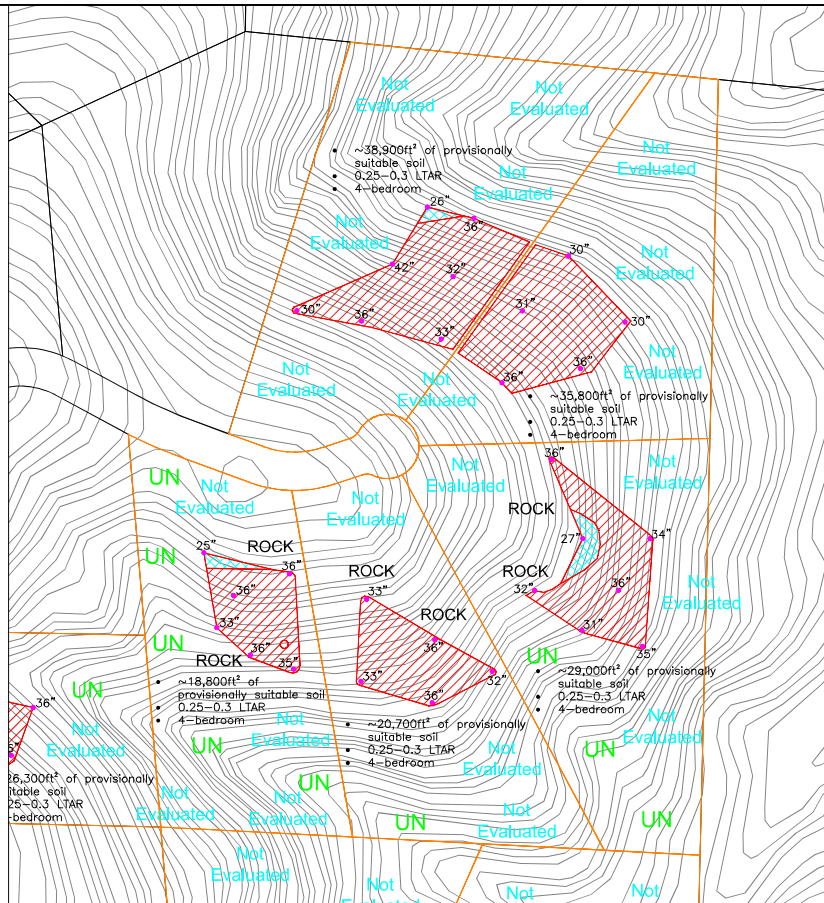 Not
Evaluated
Not
Evaluated
• ~38,900ft² of provisionally
suitable soil
• 0.25-0.3 LTAR
• 4-bedroom
Not
Evaluated
Not
Evaluated
26"
36"
Not
Evaluated
30"
Not
Evaluated
42"
32"
30"
36"
33"
31"
30"
Not
Evaluated
36"
36"
Not
Evaluated
Not
Evaluated
• ~35,800ft² of provisionally
suitable soil
• 0.25-0.3 LTAR
• 4-bedroom
UN
Not
Evaluated
Not
Evaluated
Not
Evaluated
36"
Not
Evaluated
ROCK
27"
34"
UN
25"
ROCK
36"
36"
33"
ROCK
36"
35"
ROCK
33"
ROCK
36"
33"
36"
32"
ROCK
32"
36"
31"
35"
Not
Evaluated
UN
UN
UN
• ~18,800ft² of
provisionally suitable soil
• 0.25-0.3 LTAR
• 4-bedroom
• ~29,000ft² of provisionally
suitable soil
• 0.25-0.3 LTAR
• 4-bedroom
36"
Not
Evaluated
UN
Not
Evaluated
• ~20,700ft² of provisionally
suitable soil
• 0.25-0.3 LTAR
• 4-bedroom
Not
Evaluated
UN
Not
Evaluated
26,300ft² of provisionally
itable soil
25-0.3 LTAR
-bedroom
Not
Evaluated
UN
Not
Evaluated
UN
Not
Evaluated
UN
Not
Evaluated
Not
Evaluated
Not
Not